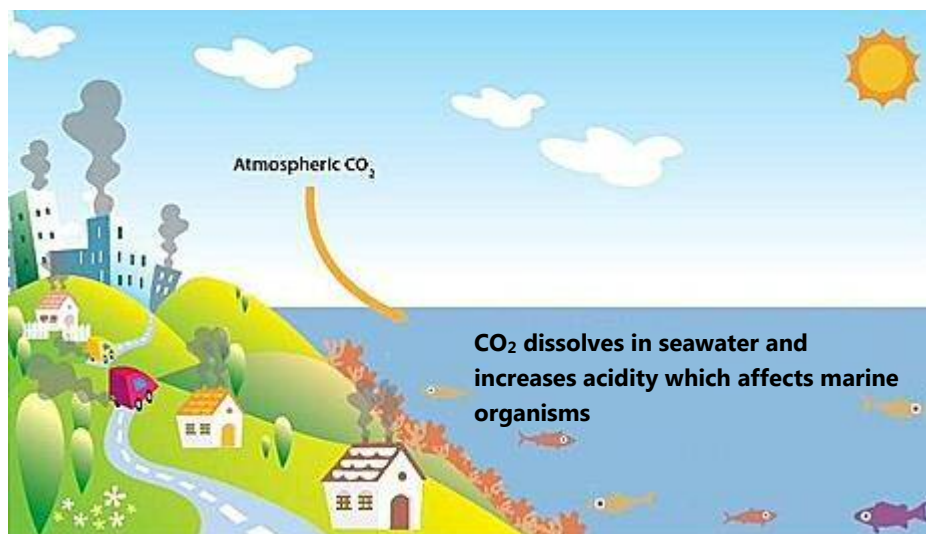 Atmospheric CO₂
CO₂ dissolves in seawater and
increases acidity which affects marine
organisms